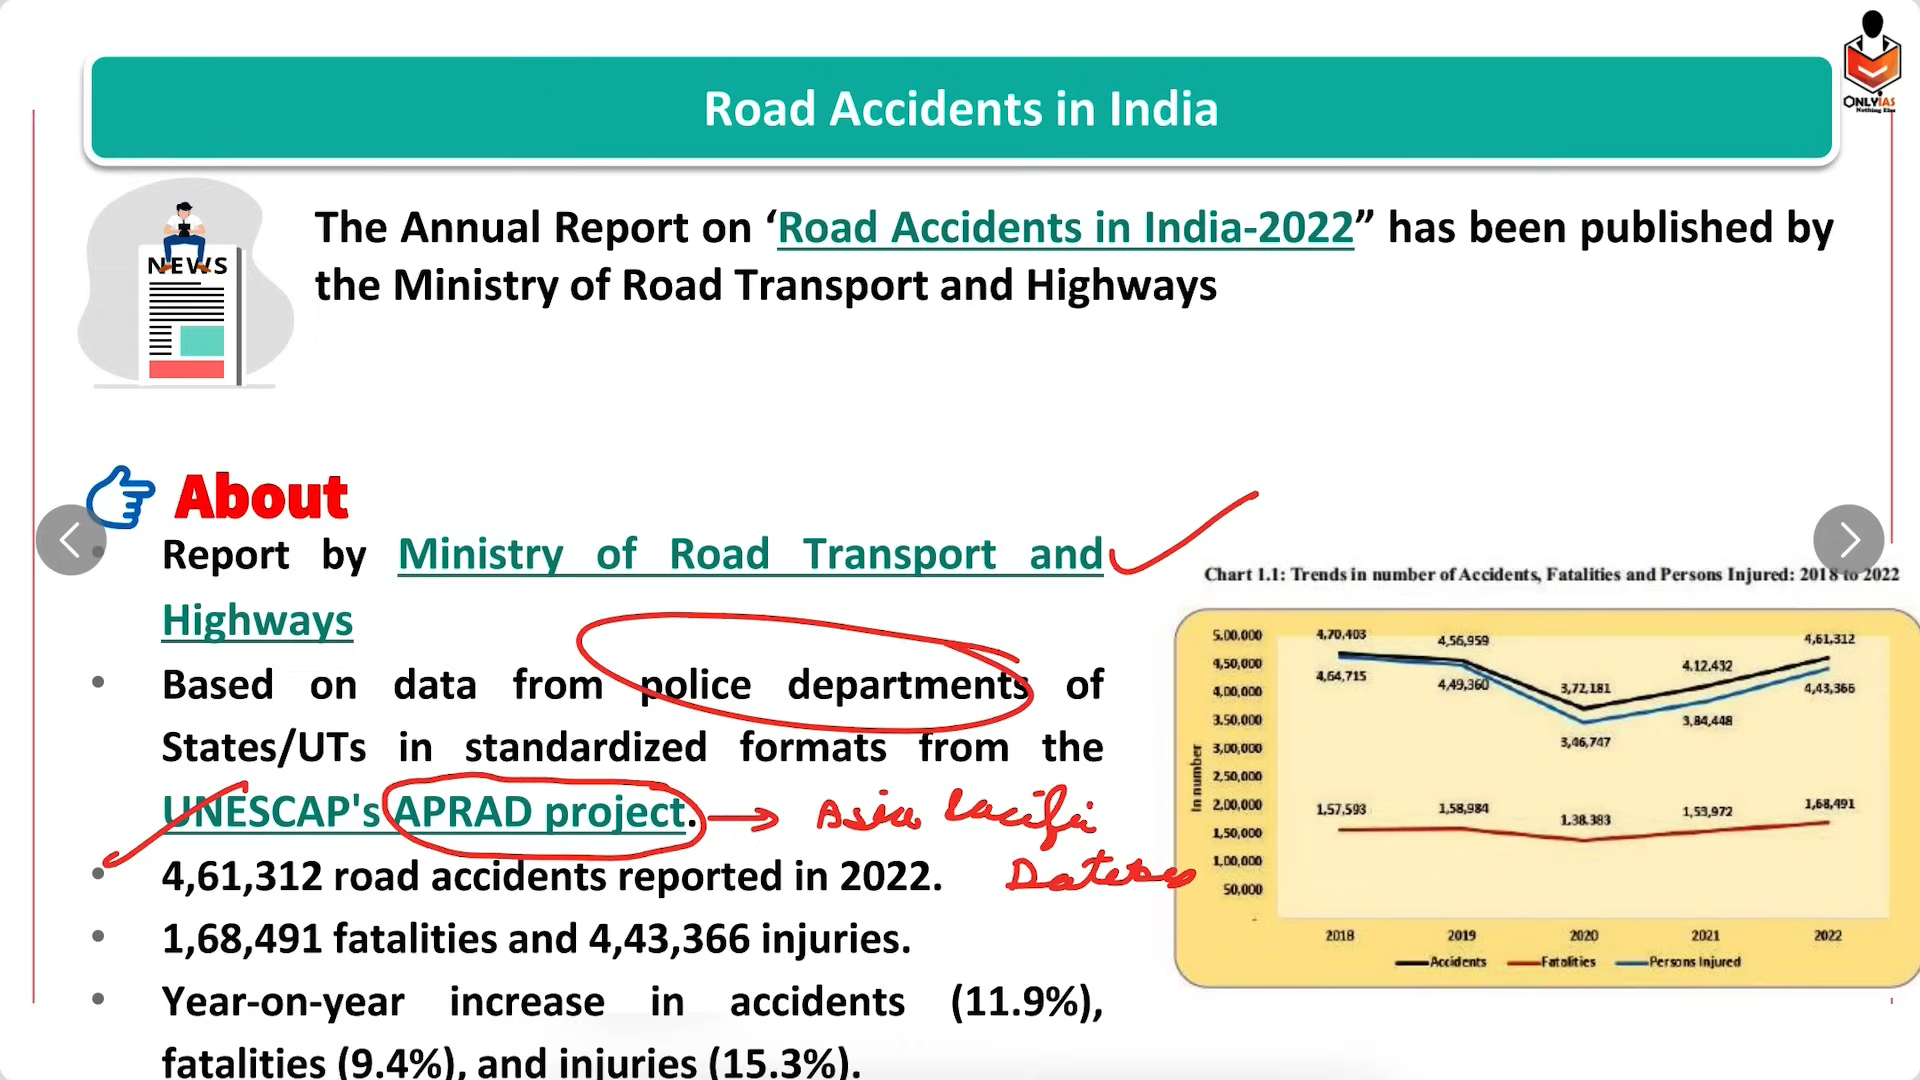 ONLYIAS
Nothing Else
Road Accidents in India
NEWS
The Annual Report on ‘Road Accidents in India-2022” has been published by
the Ministry of Road Transport and Highways
About
Report by Ministry of Road Transport and
Highways
Based on data from police departments of
States/UTs in standardized formats from the
UNESCAP's APRAD project.
Asia Pacific
4,61,312 road accidents reported in 2022.
1,68,491 fatalities and 4,43,366 injuries.
Year-on-year increase in accidents (11.9%),
fatalities (9.4%), and injuries (15.3%).
Chart 1.1: Trends in number of Accidents, Fatalities and Persons Injured: 2018 to 2022
In number
5,00,000
4,50,000
4,00,000
3,50,000
3,00,000
2,50,000
2,00,000
1,50,000
1,00,000
50,000
-
4,70,403 4,56,959 3,72,181 4,12,432 4,61,312
4,64,715 4,49,360 3,46,747 3,84,448 4,43,366
1,57,593 1,58,984 1,38,383 1,53,972 1,68,491
2018 2019 2020 2021 2022
Accidents Fatalities Persons Injured